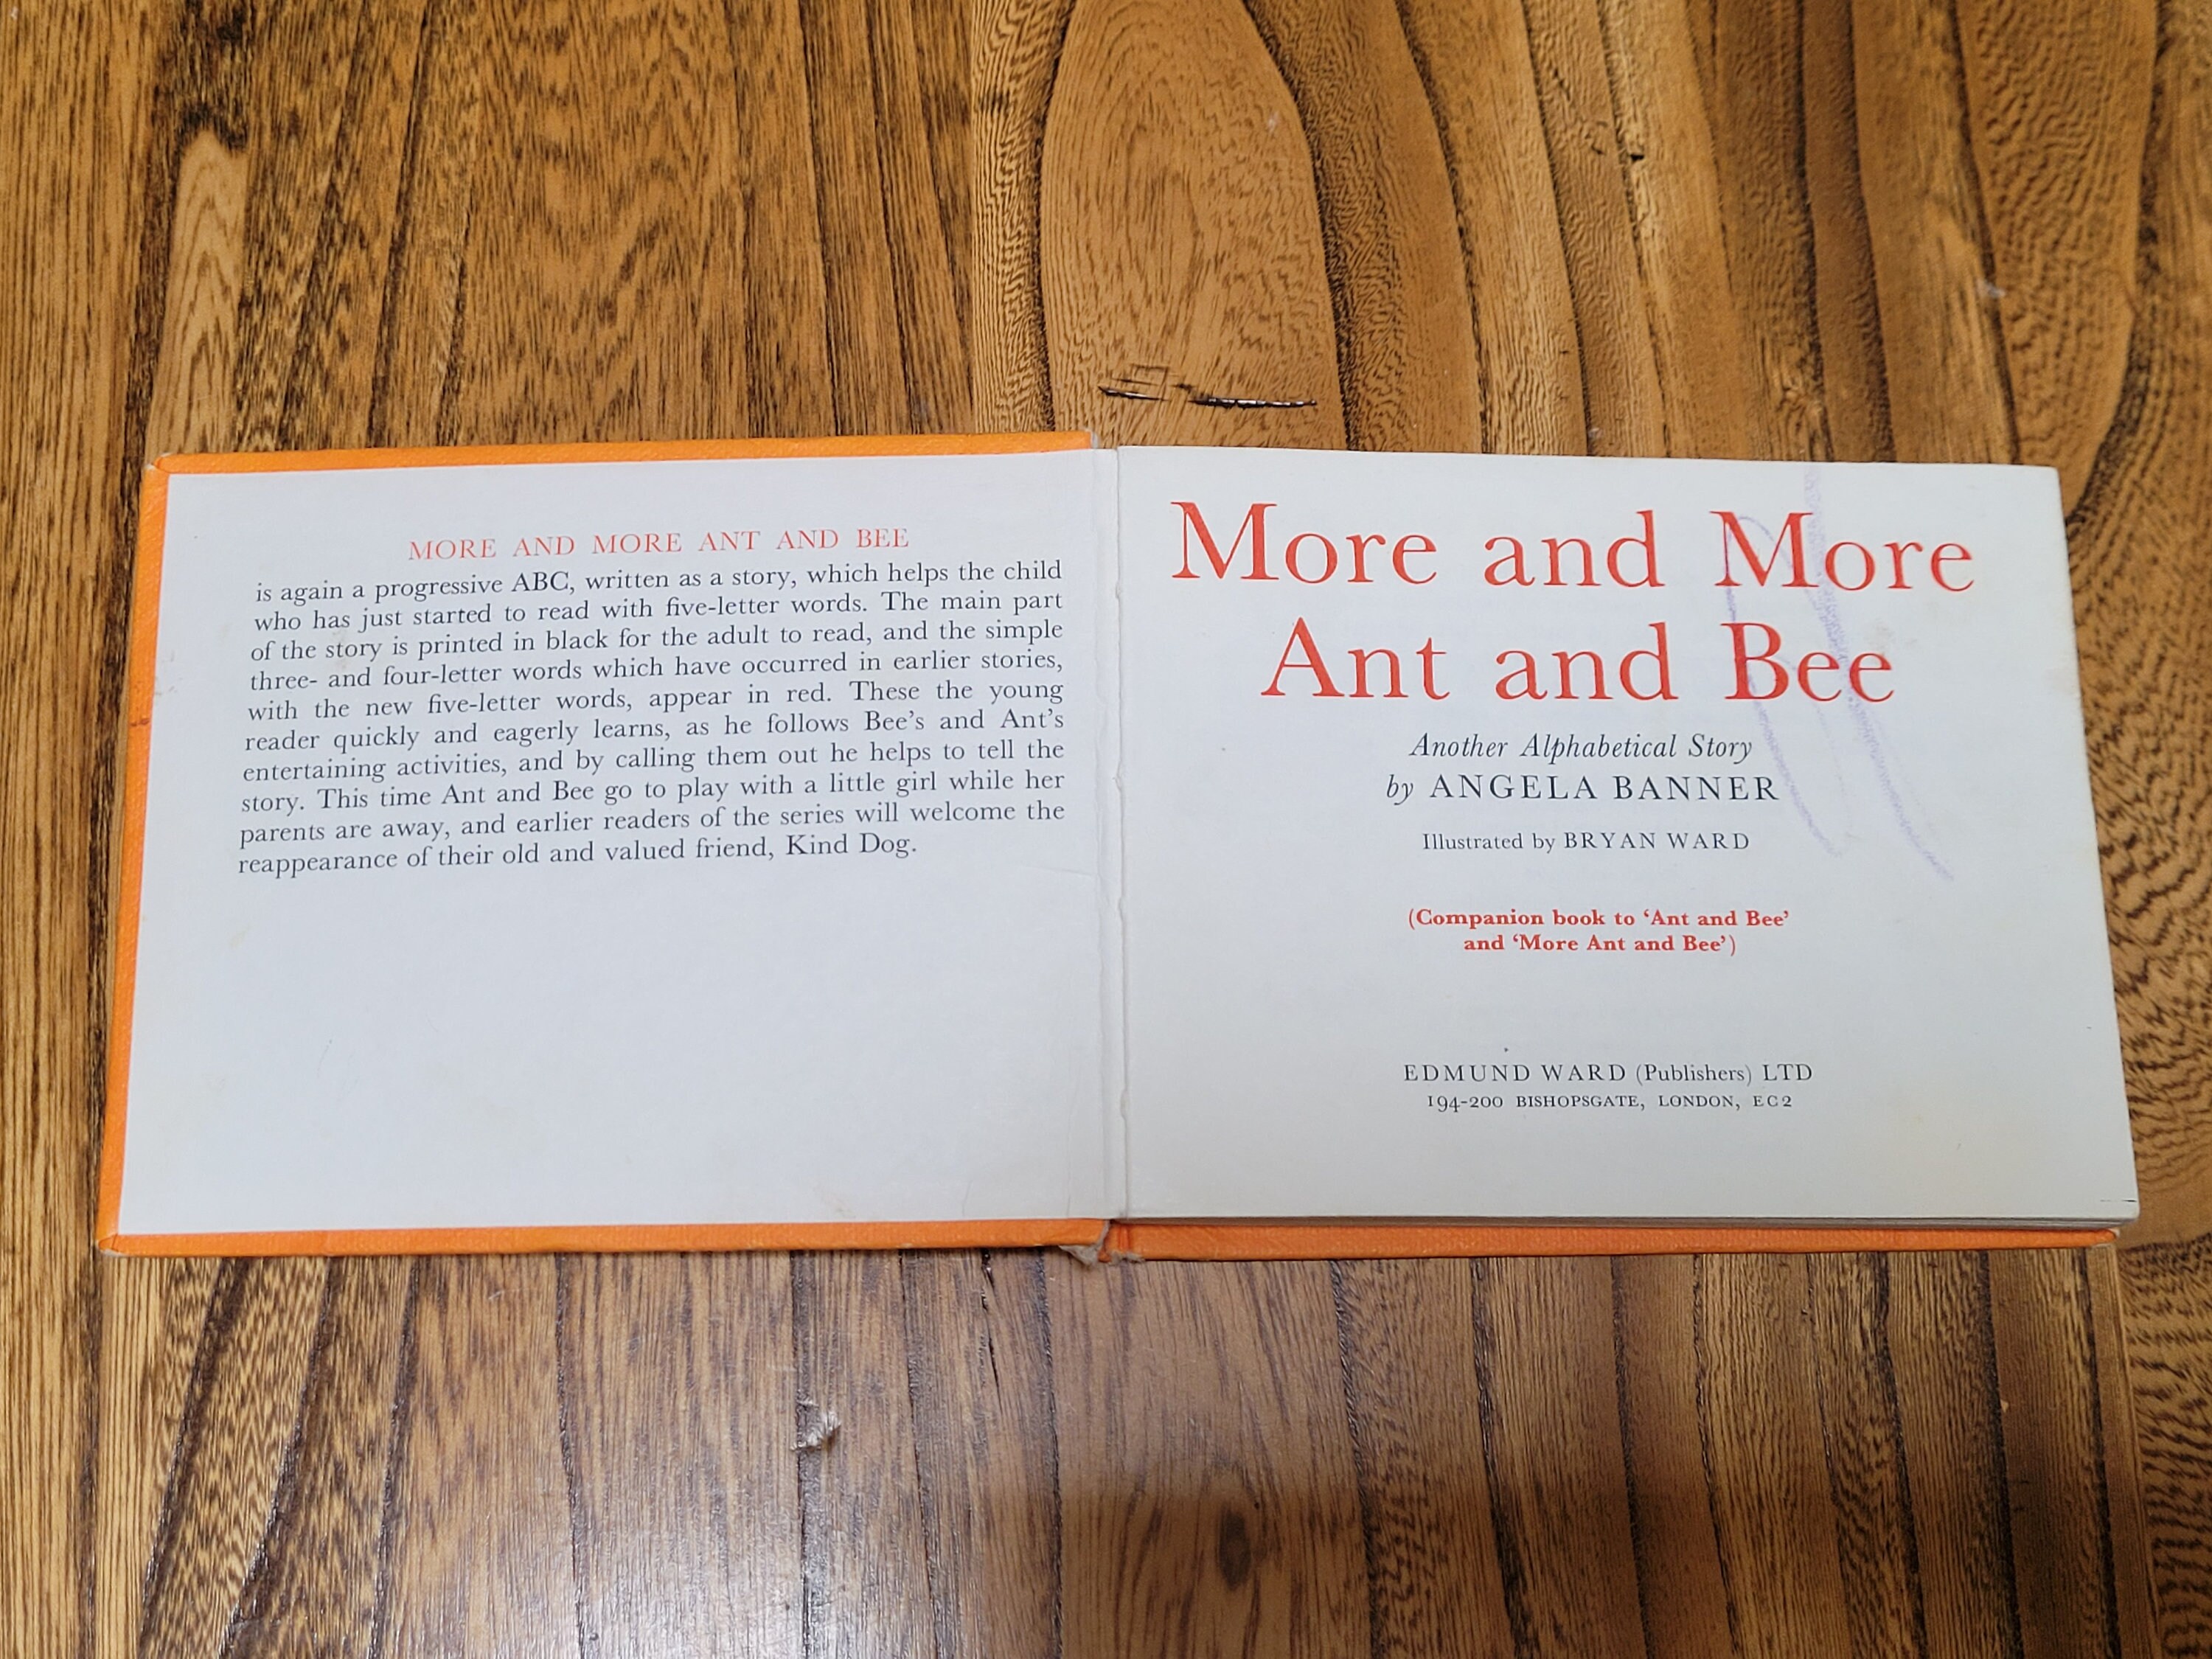 MORE AND MORE ANT AND BEE
is again a progressive ABC, written as a story, which helps the child
who has just started to read with five-letter words. The main part
of the story is printed in black for the adult to read, and the simple
three- and four-letter words which have occurred in earlier stories,
with the new five-letter words, appear in red. These the young
reader quickly and eagerly learns, as he follows Bee's and Ant's
entertaining activities, and by calling them out he helps to tell the
story. This time Ant and Bee go to play with a little girl while her
parents are away, and earlier readers of the series will welcome the
reappearance of their old and valued friend, Kind Dog.
More and More
Ant and Bee
Another Alphabetical Story
by ANGELA BANNER
Illustrated by BRYAN WARD
(Companion book to ‘Ant and Bee’
and ‘More Ant and Bee’)
EDMUND WARD (Publishers) LTD
194-200 BISHOPSGATE, LONDON, EC2